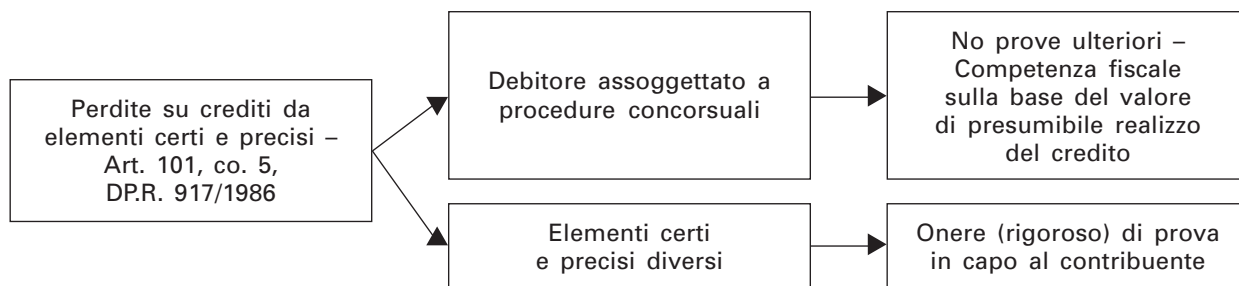 Perdite su crediti da
elementi certi e precisi –
Art. 101, co. 5,
DP.R. 917/1986
Debitore assoggettato a
procedure concorsuali
No prove ulteriori –
Competenza fiscale
sulla base del valore
di presumibile realizzo
del credito
Elementi certi
e precisi diversi
Onere (rigoroso) di prova
in capo al contribuente